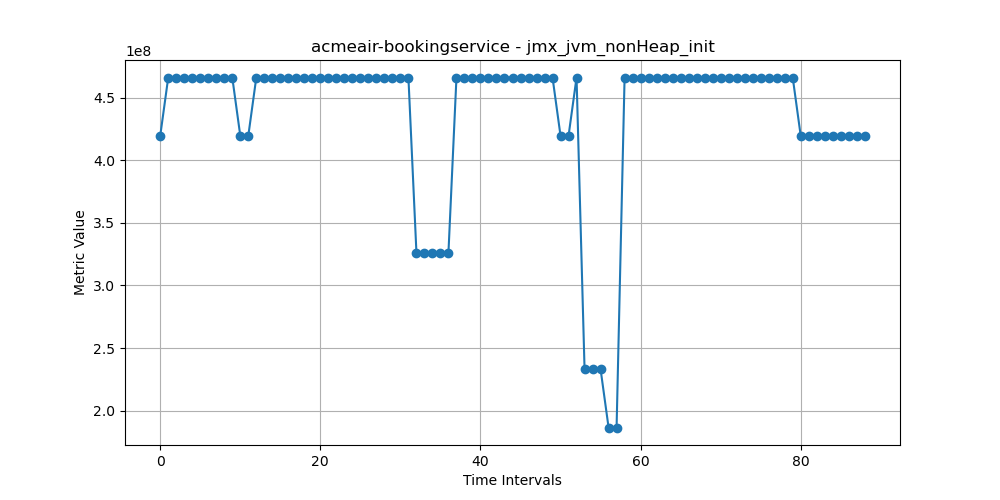 acmeair-bookingservice - jmx_jvm_nonHeap_init
1e8
4.5
4.0
3.5
3.0
2.5
2.0
Metric Value
0 20 40 60 80
Time Intervals